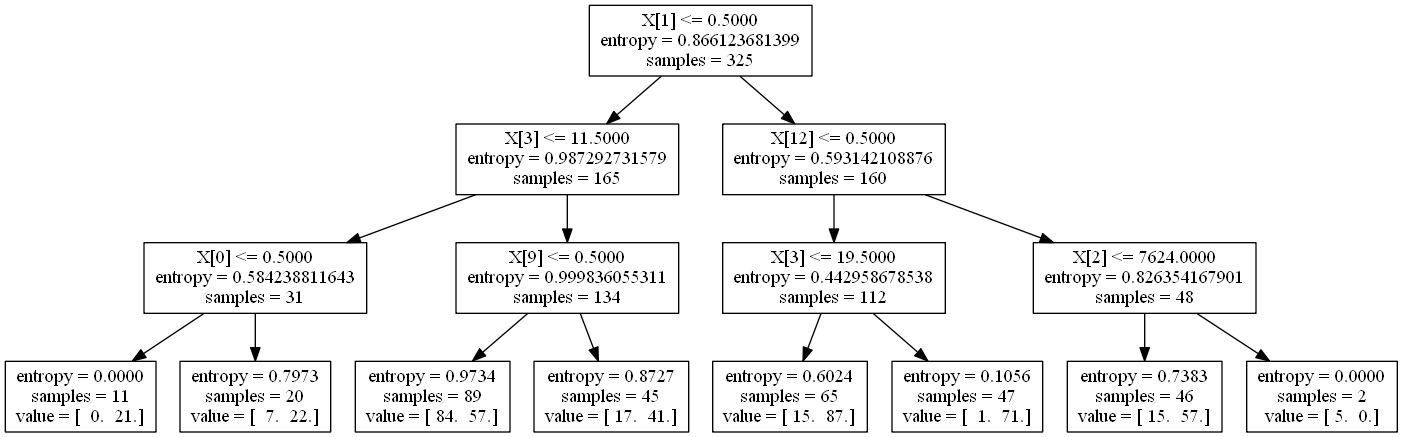 X[1] <= 0.5000
entropy = 0.866123681399
samples = 325
X[3] <= 11.5000
entropy = 0.987292731579
samples = 165
X[12] <= 0.5000
entropy = 0.593142108876
samples = 160
X[0] <= 0.5000
entropy = 0.584238811643
samples = 31
X[9] <= 0.5000
entropy = 0.999836055311
samples = 134
X[3] <= 19.5000
entropy = 0.442958678538
samples = 112
X[2] <= 7624.0000
entropy = 0.826354167901
samples = 48
entropy = 0.0000
samples = 11
value = [ 0. 21.]
entropy = 0.7973
samples = 20
value = [ 7. 22.]
entropy = 0.9734
samples = 89
value = [ 84. 57.]
entropy = 0.8727
samples = 45
value = [ 17. 41.]
entropy = 0.6024
samples = 65
value = [ 15. 87.]
entropy = 0.1056
samples = 47
value = [ 1. 71.]
entropy = 0.7383
samples = 46
value = [ 15. 57.]
entropy = 0.0000
samples = 2
value = [ 5. 0.]